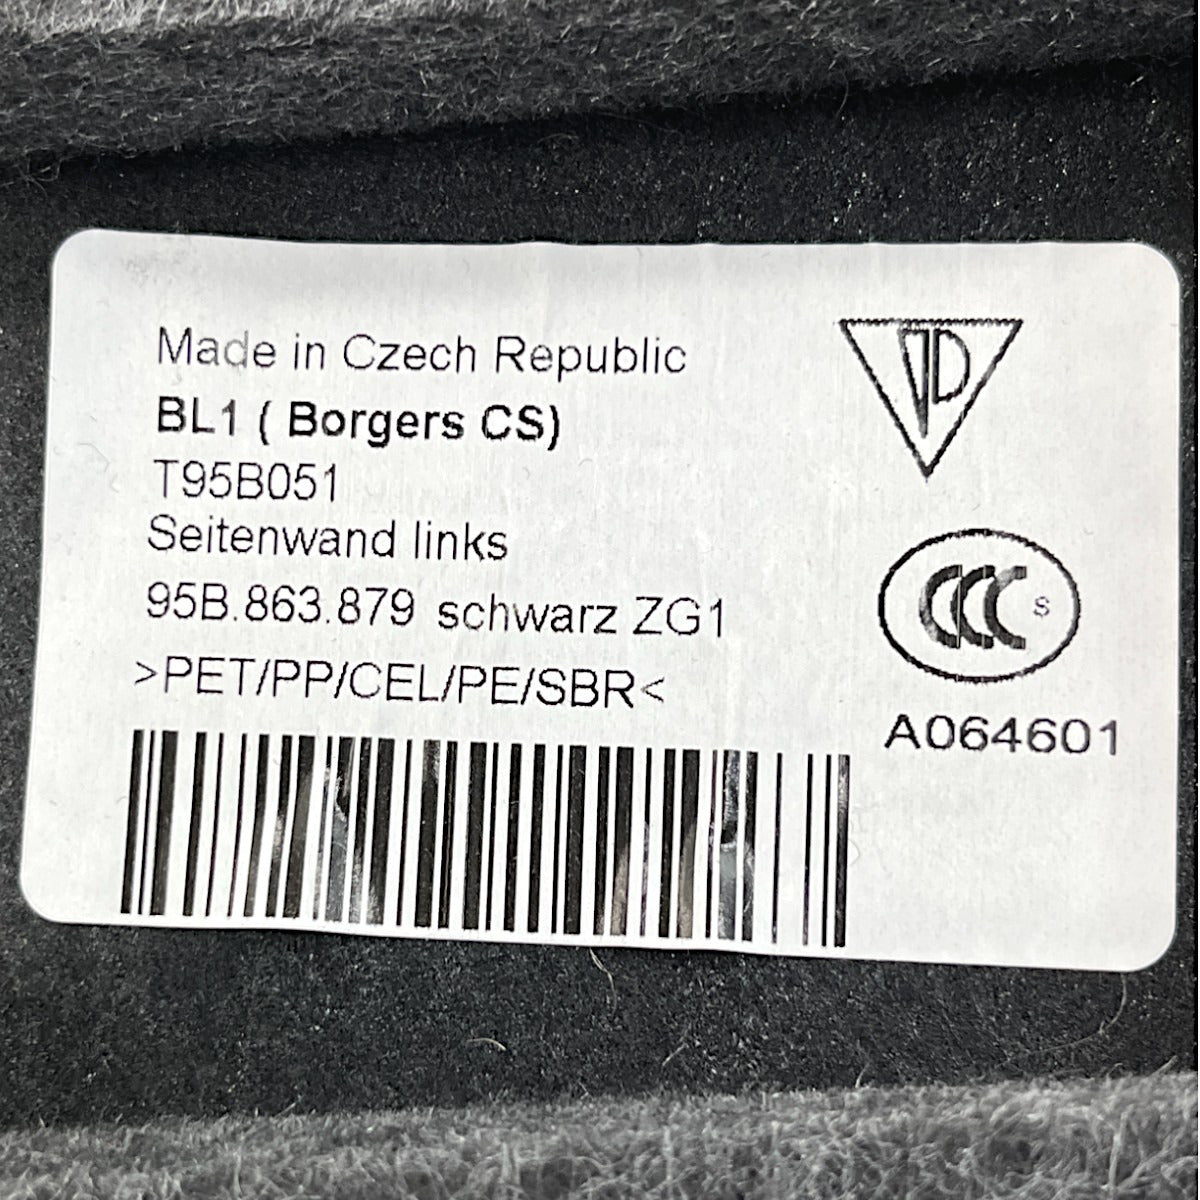 Made in Czech Republic
BL1 ( Borgers CS)
T95B051
Seitenwand links
95B.863.879 schwarz ZG1
>PET/PP/CEL/PE/SBR<
CCC S
A064601